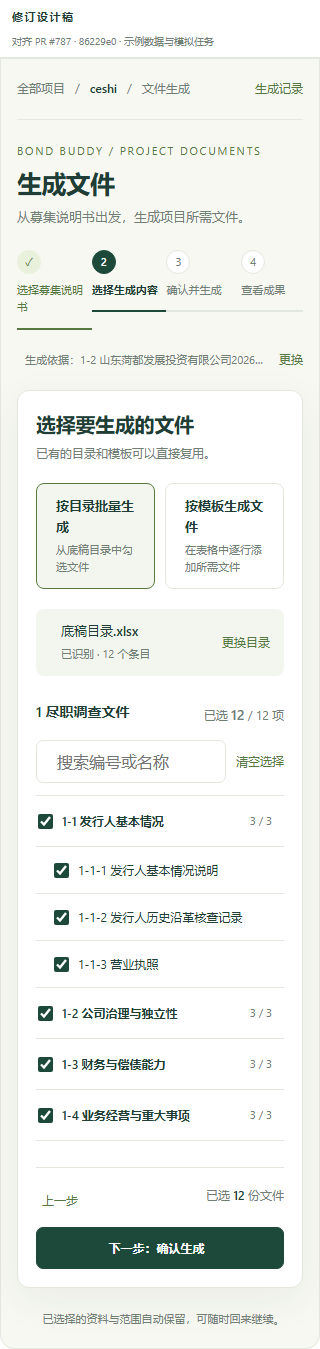 修订设计稿
对齐 PR #787 · 86229e0 · 示例数据与模拟任务
全部项目 / ceshi / 文件生成 生成记录
BOND BUDDY / PROJECT DOCUMENTS
生成文件
从募集说明书出发，生成项目所需文件。
✓ 2 3 4
选择募集说明书 选择生成内容 确认并生成 查看成果
生成依据：1-2 山东菏都发展投资有限公司2026... 更换
选择要生成的文件
已有的目录和模板可以直接复用。
按目录批量生成
从底稿目录中勾选文件
按模板生成文件
在表格中逐行添加所需文件
底稿目录.xlsx
已识别 · 12 个条目
更换目录
1 尽职调查文件 已选 12 / 12 项
搜索编号或名称 清空选择
1-1 发行人基本情况 3 / 3
1-1-1 发行人基本情况说明
1-1-2 发行人历史沿革核查记录
1-1-3 营业执照
1-2 公司治理与独立性 3 / 3
1-3 财务与偿债能力 3 / 3
1-4 业务经营与重大事项 3 / 3
上一步 已选 12 份文件
下一步：确认生成
已选择的资料与范围自动保留，可随时回来继续。